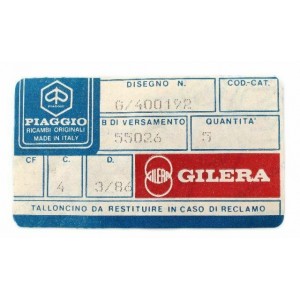 DISEGNO N. COD-CAT.
G/400192
PIAGGIO
RICAMBI ORIGINALI
MADE IN ITALY
B DI VERSAMENTO QUANTITÀ
55026 5
CF C. D.
4 3/86
GILERA GILERA
TALLONCINO DA RESTITUIRE IN CASO DI RECLAMO